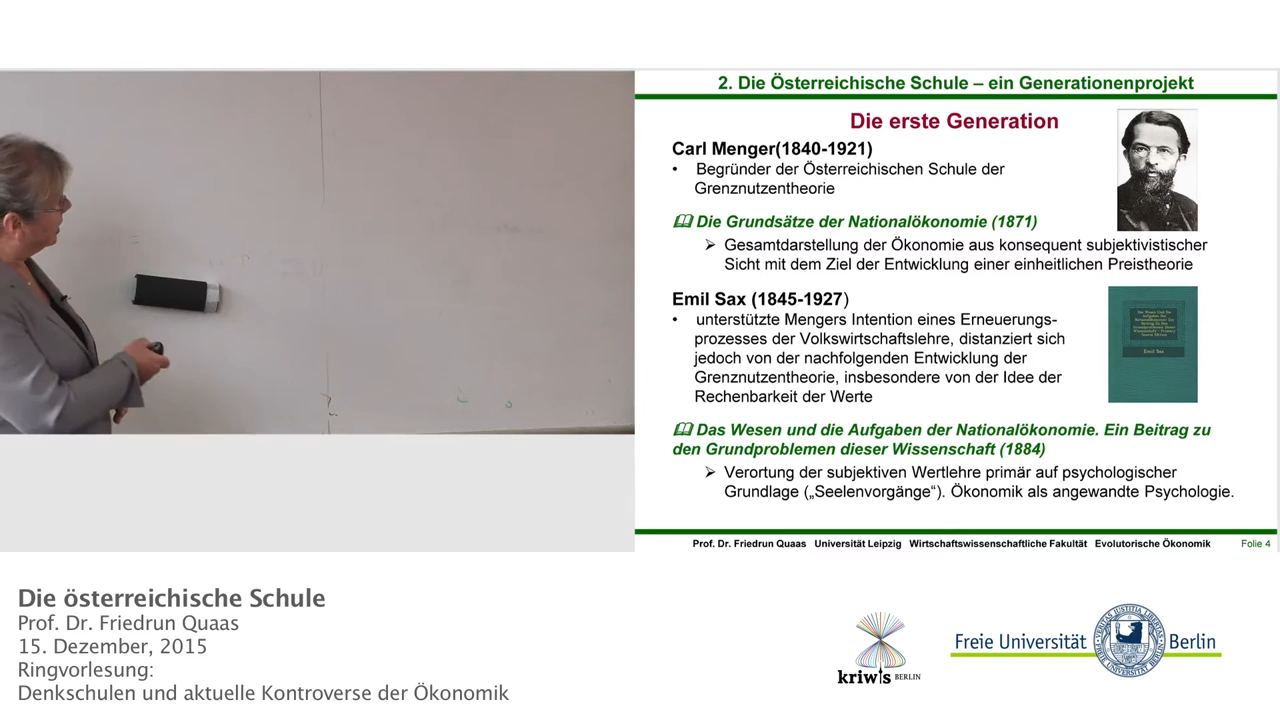 2. Die Österreichische Schule – ein Generationenprojekt
Die erste Generation
Carl Menger(1840-1921)
• Begründer der Österreichischen Schule der
Grenznutzentheorie
Die Grundsätze der Nationalökonomie (1871)
Gesamtdarstellung der Ökonomie aus konsequent subjektivistischer
Sicht mit dem Ziel der Entwicklung einer einheitlichen Preistheorie
Emil Sax (1845-1927)
• unterstützte Mengers Intention eines Erneuerungs-
prozesses der Volkswirtschaftslehre, distanziert sich
jedoch von der nachfolgenden Entwicklung der
Grenznutzentheorie, insbesondere von der Idee der
Rechenbarkeit der Werte
Emil Sax
Das Wesen und die Aufgaben der Nationalökonomie. Ein Beitrag zu
den Grundproblemen dieser Wissenschaft (1884)
Verortung der subjektiven Wertlehre primär auf psychologischer
Grundlage („Seelenvorgänge“). Ökonomik als angewandte Psychologie.
Prof. Dr. Friedrun Quaas Universität Leipzig Wirtschaftswissenschaftliche Fakultät Evolutorische Ökonomik Folie 4
Die österreichische Schule
Prof. Dr. Friedrun Quaas
15. Dezember, 2015
Ringvorlesung:
Denkschulen und aktuelle Kontroverse der Ökonomik
kriwis BERLIN
Freie Universität Berlin